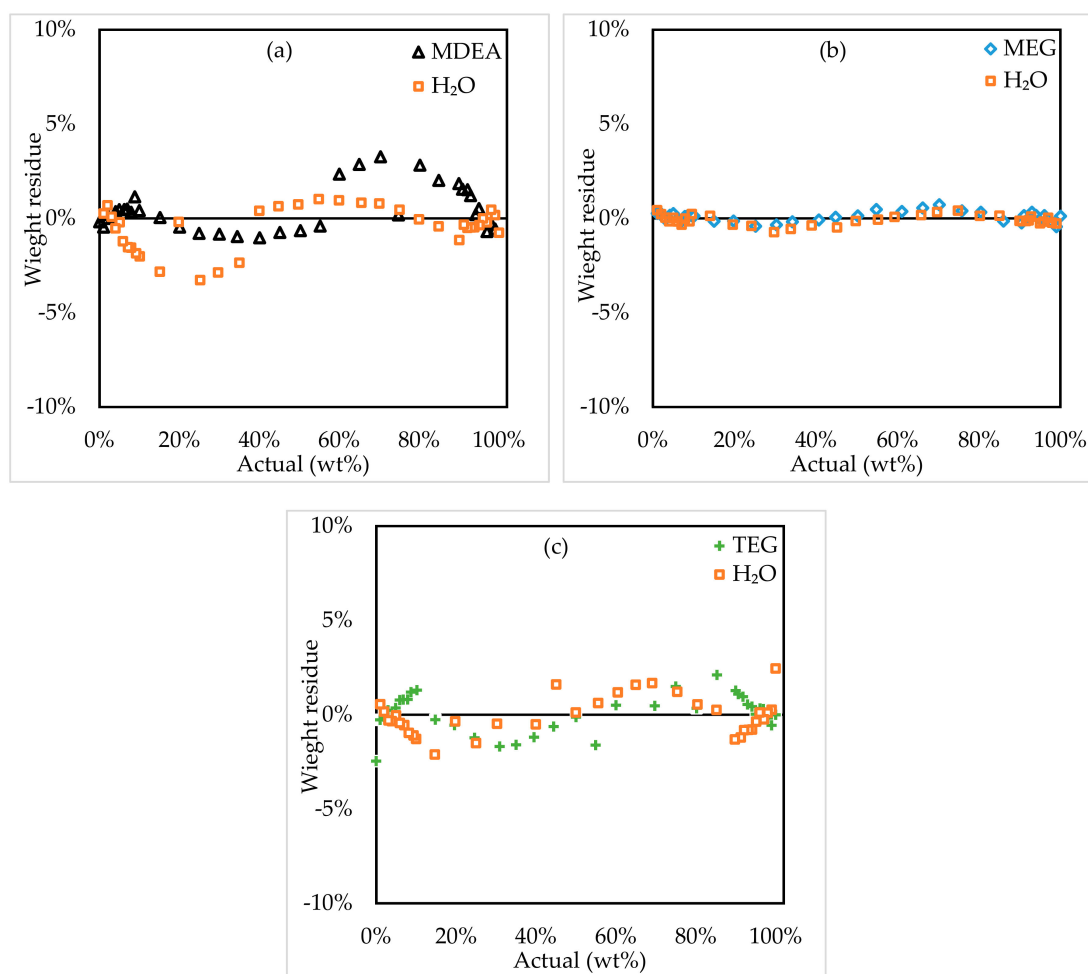 10%
5%
0%
-5%
-10%
Wieght residue
(a)
MDEA
H₂O
0% 20% 40% 60% 80% 100%
Actual (wt%)
10%
5%
0%
-5%
-10%
Wieght residue
(b)
MEG
H₂O
0% 20% 40% 60% 80% 100%
Actual (wt%)
10%
5%
0%
-5%
-10%
Wieght residue
(c)
TEG
H₂O
0% 20% 40% 60% 80% 100%
Actual (wt%)